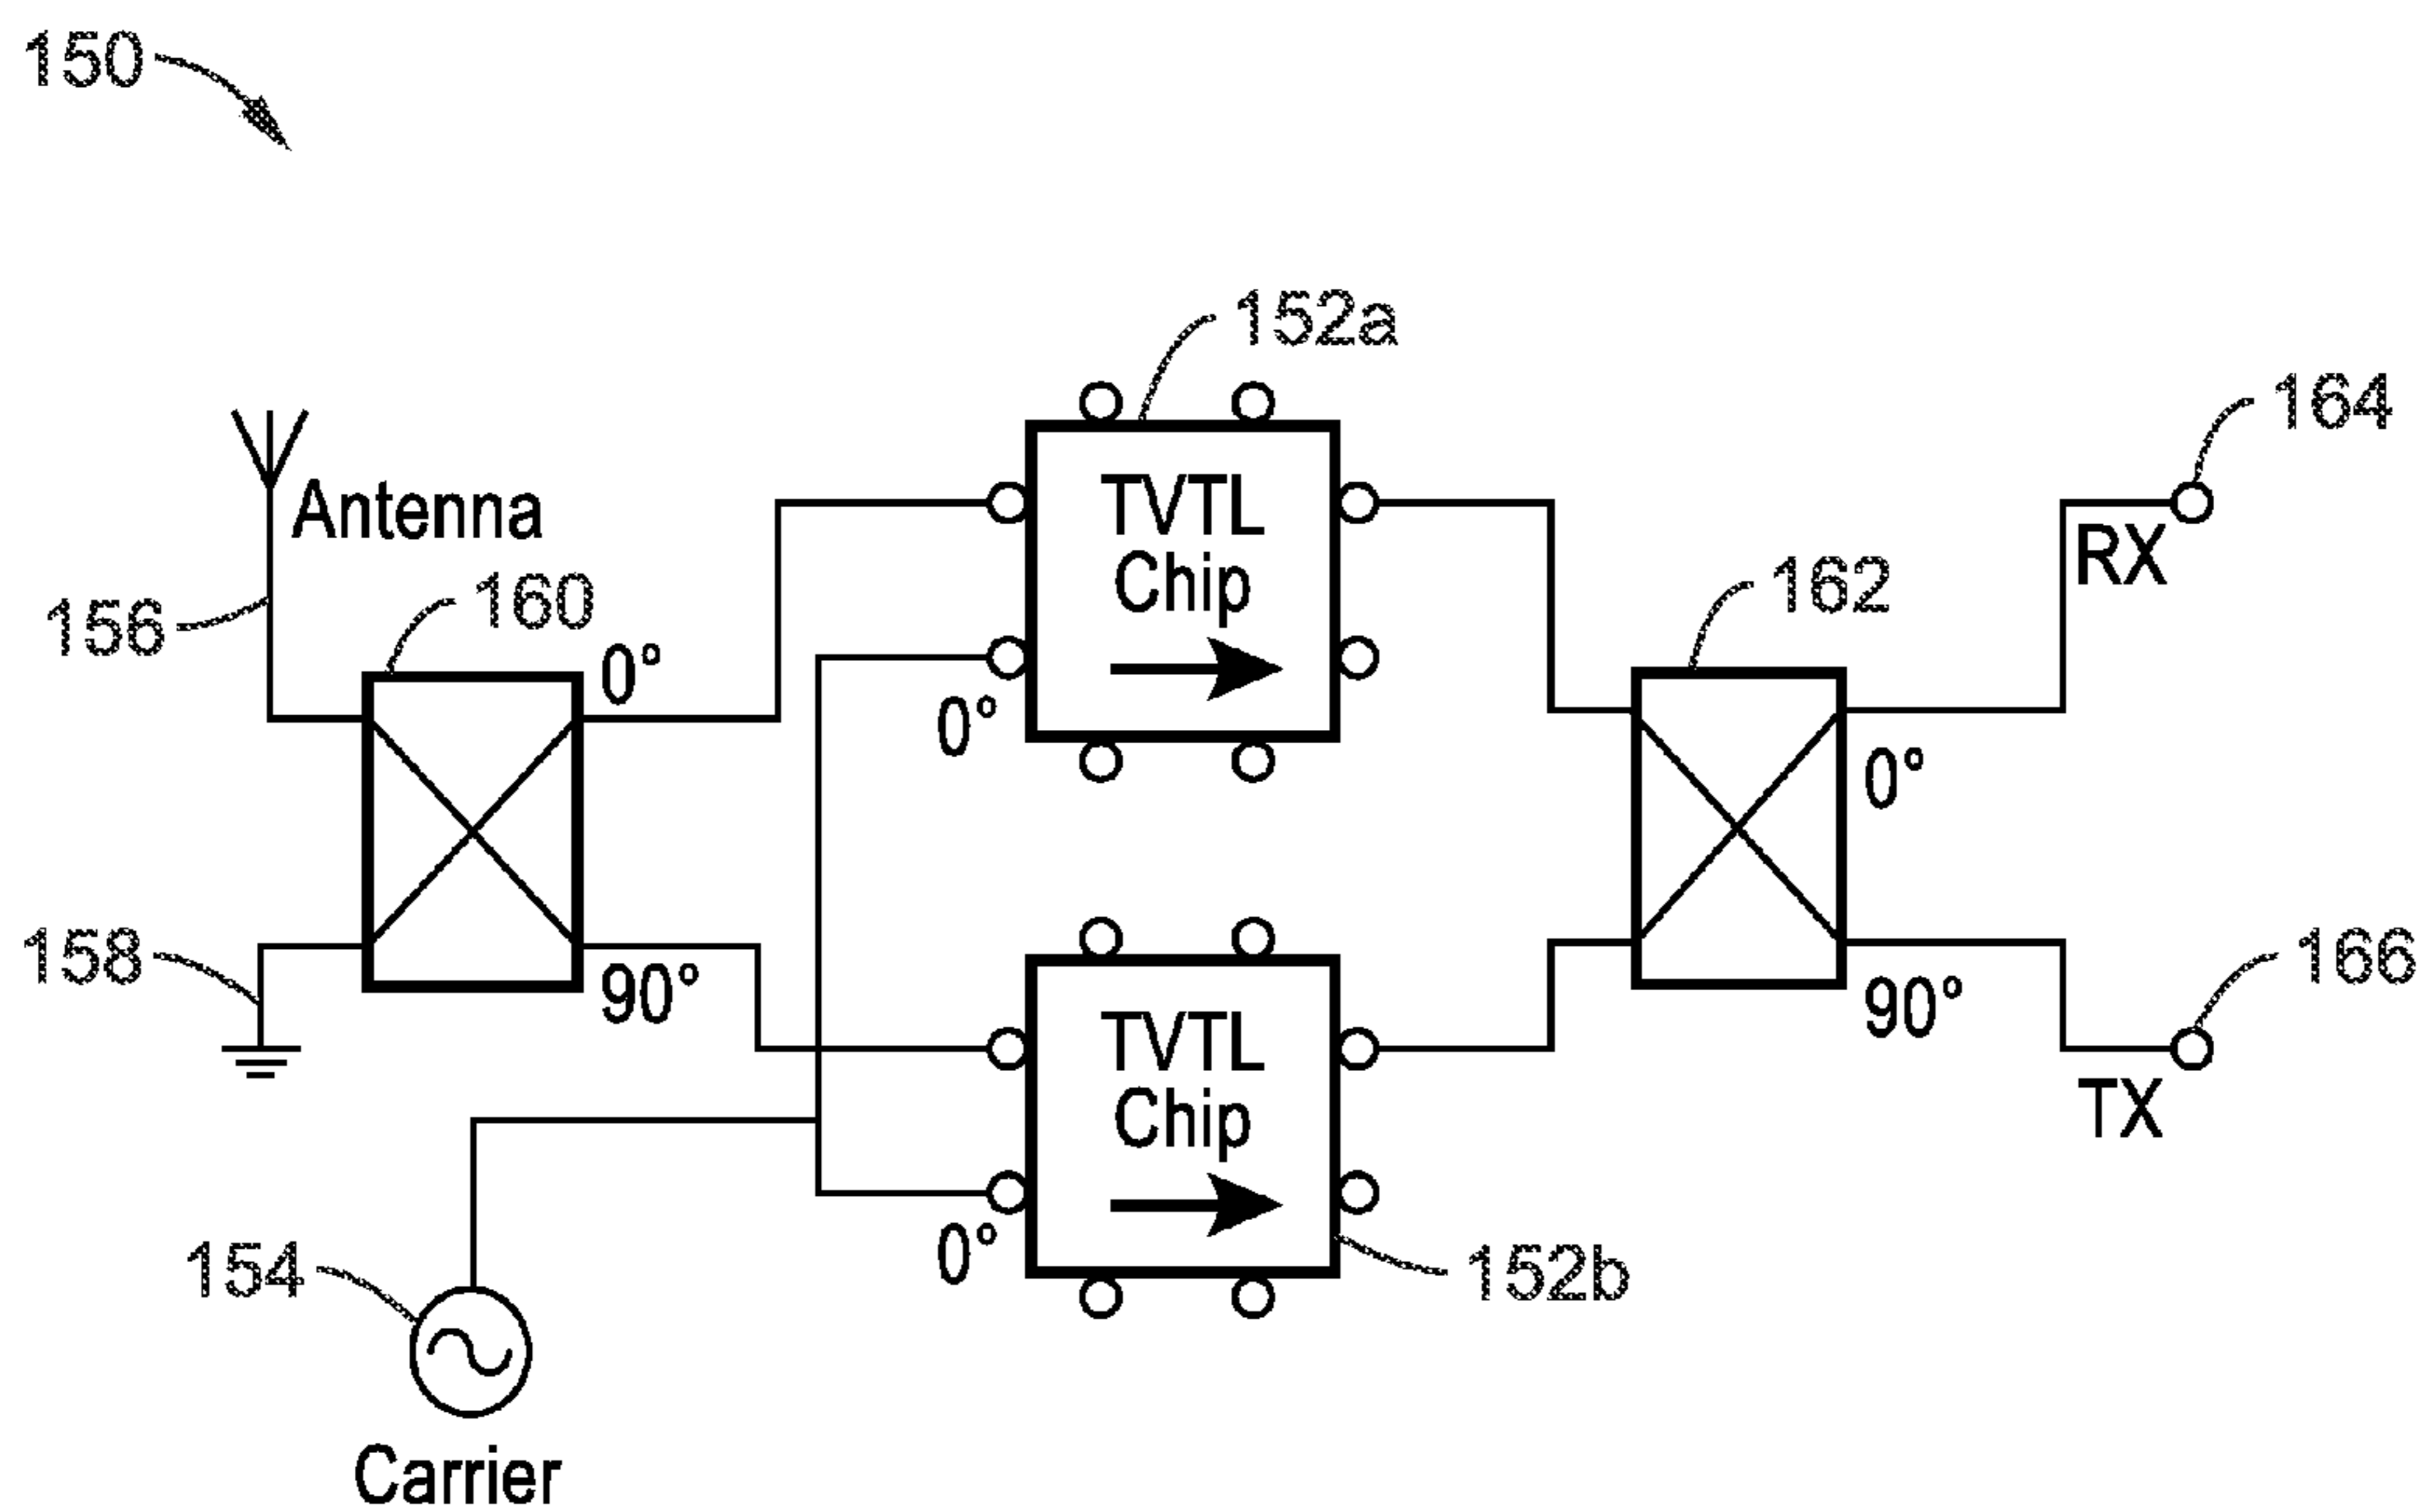 150
152a
164
TVTL
Chip
RX
Antenna
162
156
160
0°
0°
0°
158
90°
166
TVTL
Chip
90°
TX
0°
154
152b
Carrier